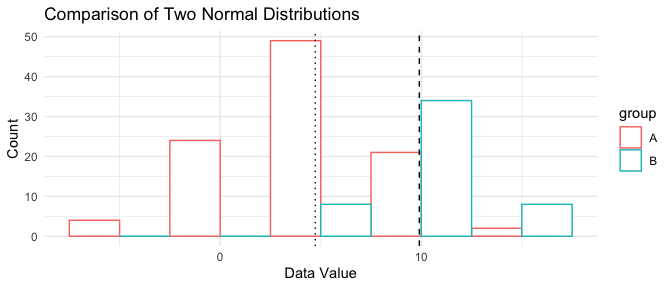 Comparison of Two Normal Distributions
50
40
30
20
10
0
Count
0
10
Data Value
group
A
B